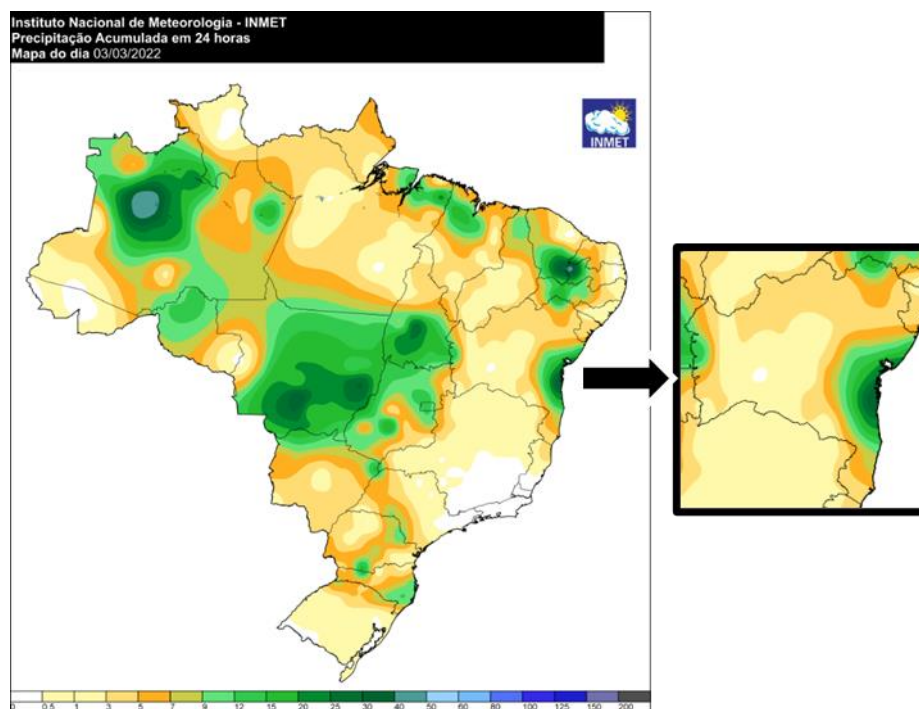 Instituto Nacional de Meteorologia - INMET
Precipitação Acumulada em 24 horas
Mapa do dia 03/03/2022
INMET
0 0.5 1 3 5 7 9 12 15 20 25 30 40 50 60 80 100 125 150 200